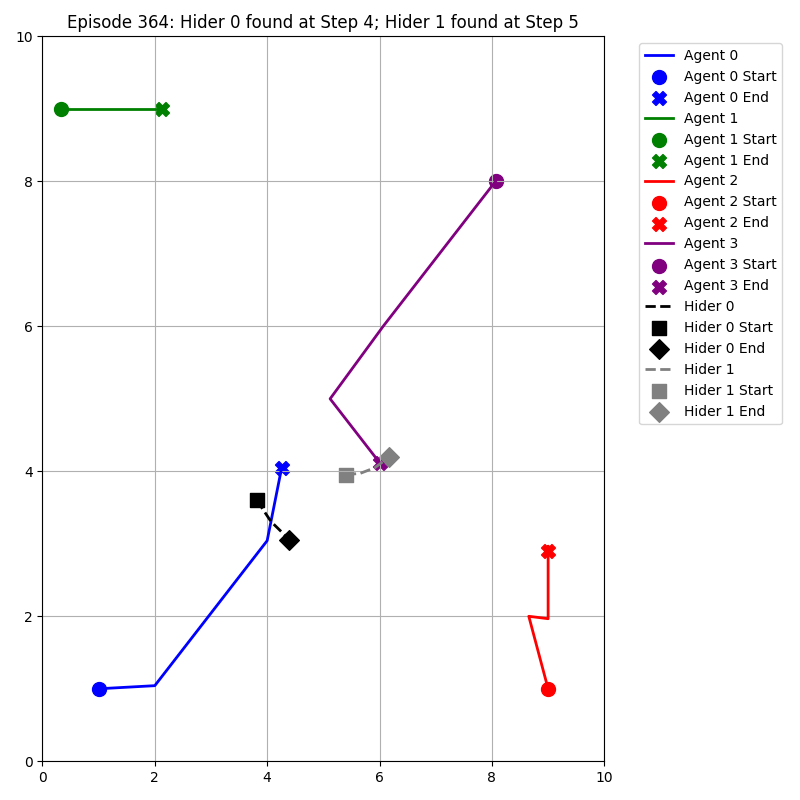 Episode 364: Hider 0 found at Step 4; Hider 1 found at Step 5
10
8
6
4
2
0
0 2 4 6 8 10
Agent 0
Agent 0 Start
Agent 0 End
Agent 1
Agent 1 Start
Agent 1 End
Agent 2
Agent 2 Start
Agent 2 End
Agent 3
Agent 3 Start
Agent 3 End
Hider 0
Hider 0 Start
Hider 0 End
Hider 1
Hider 1 Start
Hider 1 End